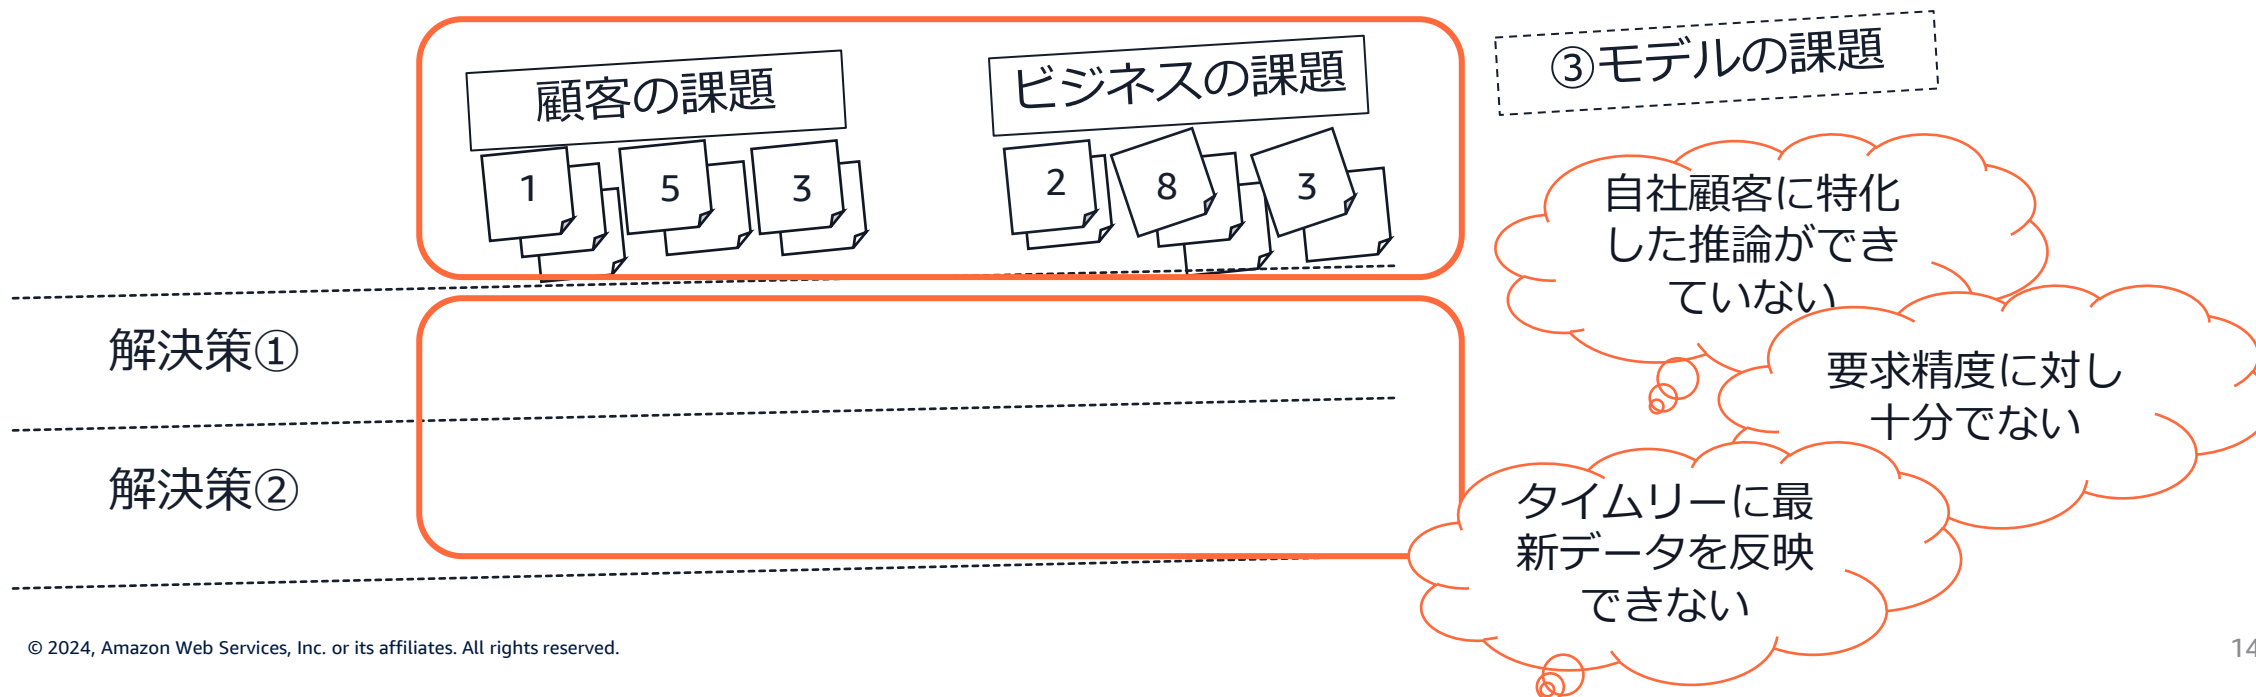 顧客の課題
ビジネスの課題
③モデルの課題
1
5
3
2
8
3
自社顧客に特化
した推論ができ
ていない
解決策①
要求精度に対し
十分でない
解決策②
タイムリーに最
新データを反映
できない
© 2024, Amazon Web Services, Inc. or its affiliates. All rights reserved.
14